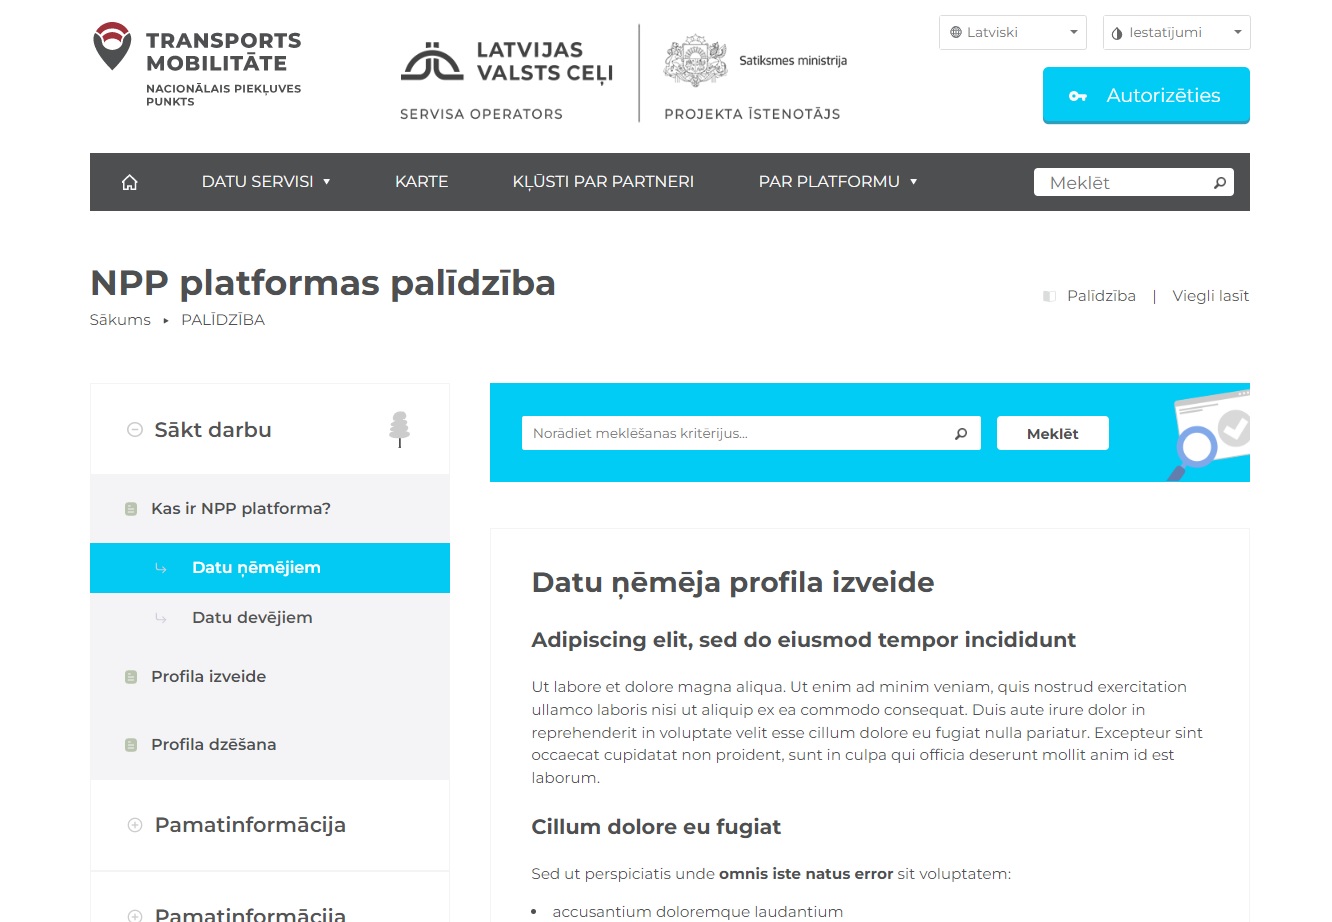 TRANSPORTS
MOBILITĀTE
NACIONĀLAIS PIEKĻUVES
PUNKTS
LATVIJAS
VALSTS CEĻI
SERVISA OPERATORS
Satiksmes ministrija
PROJEKTA ĪSTENOTĀJS
Latviski
Iestatījumi
Autorizēties
DATU SERVISI
KARTE
KĻŪSTI PAR PARTNERI
PAR PLATFORMU
Meklēt
NPP platformas palīdzība
Sākums ▸ PALĪDZĪBA
Palīdzība | Viegli lasīt
Sākt darbu
Kas ir NPP platforma?
Datu ņēmējiem
Datu devējiem
Profila izveide
Profila dzēšana
Pamatinformācija
Pamatinformācija
Norādiet meklēšanas kritērijus...
Meklēt
Datu ņēmēja profila izveide
Adipiscing elit, sed do eiusmod tempor incididunt
Ut labore et dolore magna aliqua. Ut enim ad minim veniam, quis nostrud exercitation
ullamco laboris nisi ut aliquip ex ea commodo consequat. Duis aute irure dolor in
reprehenderit in voluptate velit esse cillum dolore eu fugiat nulla pariatur. Excepteur sint
occaecat cupidatat non proident, sunt in culpa qui officia deserunt mollit anim id est
laborum.
Cillum dolore eu fugiat
Sed ut perspiciatis unde omnis iste natus error sit voluptatem:
• accusantium doloremque laudantium